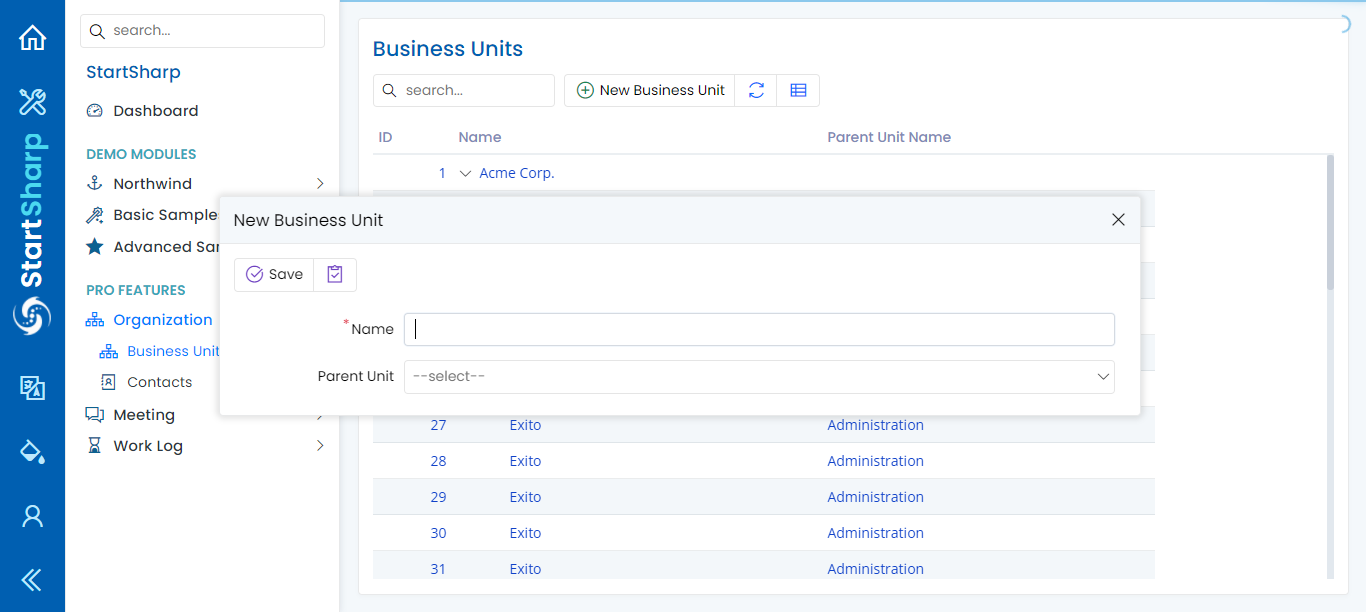 StartSharp
search...
StartSharp
Dashboard
DEMO MODULES
Northwind
Basic Sample
Advanced Sa
PRO FEATURES
Organization
Business Unit
Contacts
Meeting
Work Log
Business Units
search...
New Business Unit
ID Name Parent Unit Name
1 Acme Corp.
New Business Unit
Save
*Name
Parent Unit --select--
27 Exito Administration
28 Exito Administration
29 Exito Administration
30 Exito Administration
31 Exito Administration